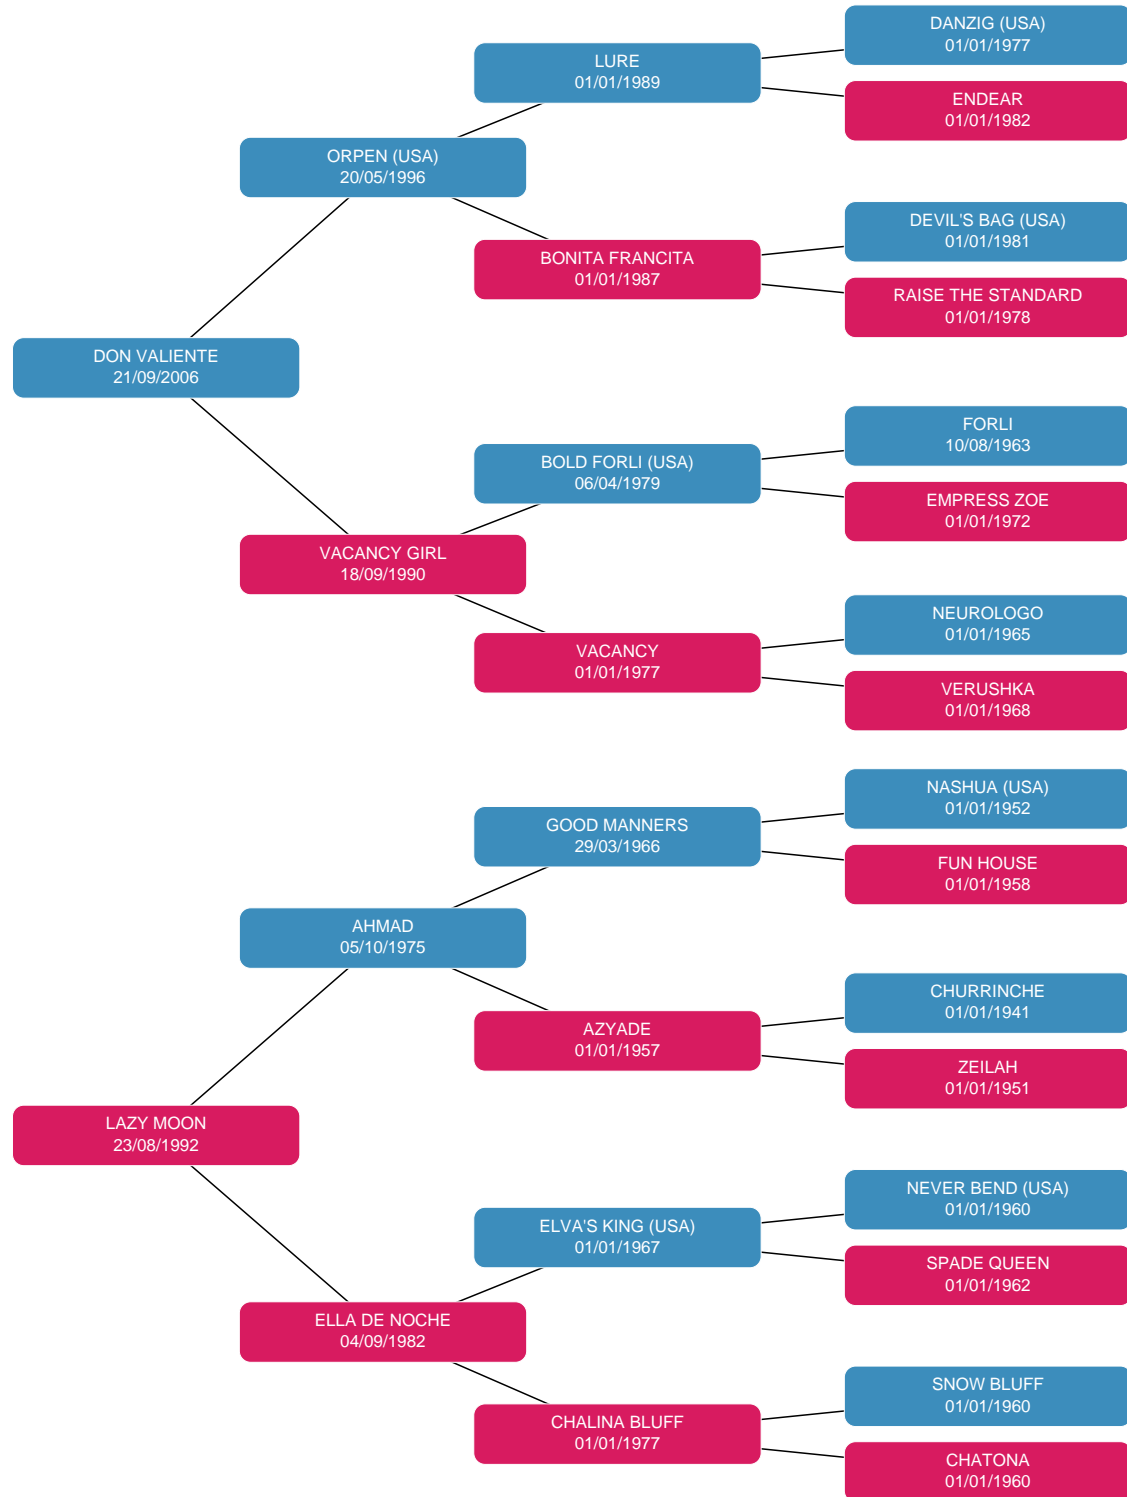 DANZIG (USA)
01/01/1977
LURE
01/01/1989
ENDEAR
01/01/1982
ORPEN (USA)
20/05/1996
DEVIL'S BAG (USA)
01/01/1981
BONITA FRANCITA
01/01/1987
RAISE THE STANDARD
01/01/1978
DON VALIENTE
21/09/2006
FORLI
10/08/1963
BOLD FORLI (USA)
06/04/1979
EMPRESS ZOE
01/01/1972
VACANCY GIRL
18/09/1990
NEUROLOGO
01/01/1965
VACANCY
01/01/1977
VERUSHKA
01/01/1968
NASHUA (USA)
01/01/1952
GOOD MANNERS
29/03/1966
FUN HOUSE
01/01/1958
AHMAD
05/10/1975
CHURRINCHE
01/01/1941
AZYADE
01/01/1957
ZEILAH
01/01/1951
LAZY MOON
23/08/1992
NEVER BEND (USA)
01/01/1960
ELVA'S KING (USA)
01/01/1967
SPADE QUEEN
01/01/1962
ELLA DE NOCHE
04/09/1982
SNOW BLUFF
01/01/1960
CHALINA BLUFF
01/01/1977
CHATONA
01/01/1960